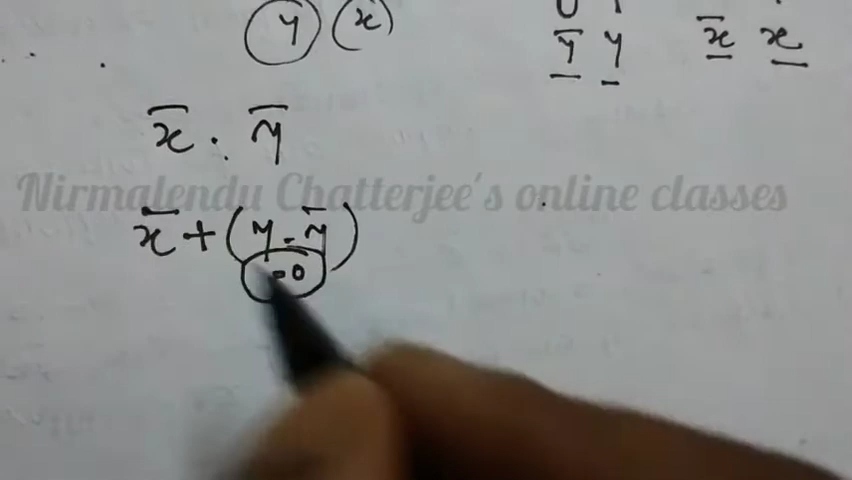 y x
y̅ y x̅ x
x̅ . y̅
Nirmalendu Chatterjee's online classes
x̅ + (y . y̅)
= 0